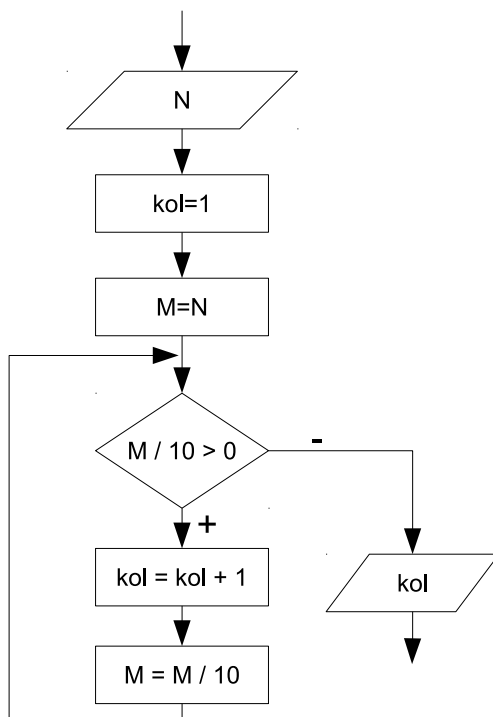 N
kol=1
M=N
M / 10 > 0
-
+
kol = kol + 1
kol
M = M / 10